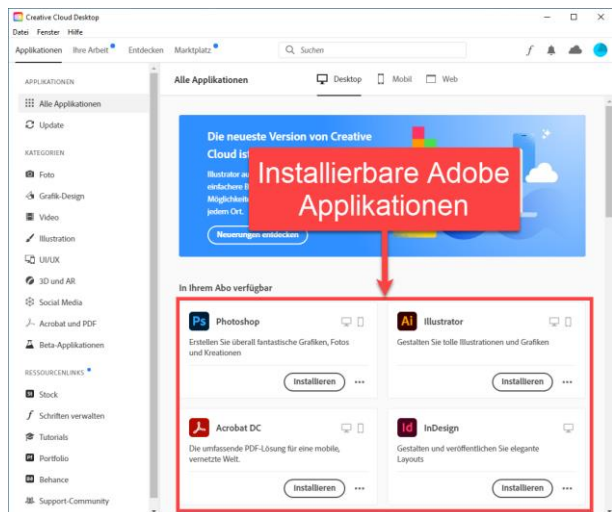 Creative Cloud Desktop
Datei Fenster Hilfe
Applikationen Ihre Arbeit Entdecken Marktplatz Suchen
APPLIKATIONEN
Alle Applikationen
Update
KATEGORIEN
Foto
Grafik-Design
Video
Illustration
UI/UX
3D und AR
Social Media
Acrobat und PDF
Beta-Applikationen
RESSOURCENLINKS
Stock
Schriften verwalten
Tutorials
Portfolio
Behance
Support-Community
Alle Applikationen Desktop Mobil Web
Die neueste Version von Creative
Cloud ist
Illustrator
einfachere
Möglichkeite
jedem Ort.
Neuerungen entdecken
Installierbare Adobe
Applikationen
In Ihrem Abo verfügbar
Ps Photoshop
Erstellen Sie überall fantastische Grafiken, Fotos
und Kreationen
Installieren
Ai Illustrator
Gestalten Sie tolle Illustrationen und Grafiken
Installieren
Acrobat DC
Die umfassende PDF-Lösung für eine mobile,
vernetzte Welt.
Installieren
Id InDesign
Gestalten und veröffentlichen Sie elegante
Layouts
Installieren